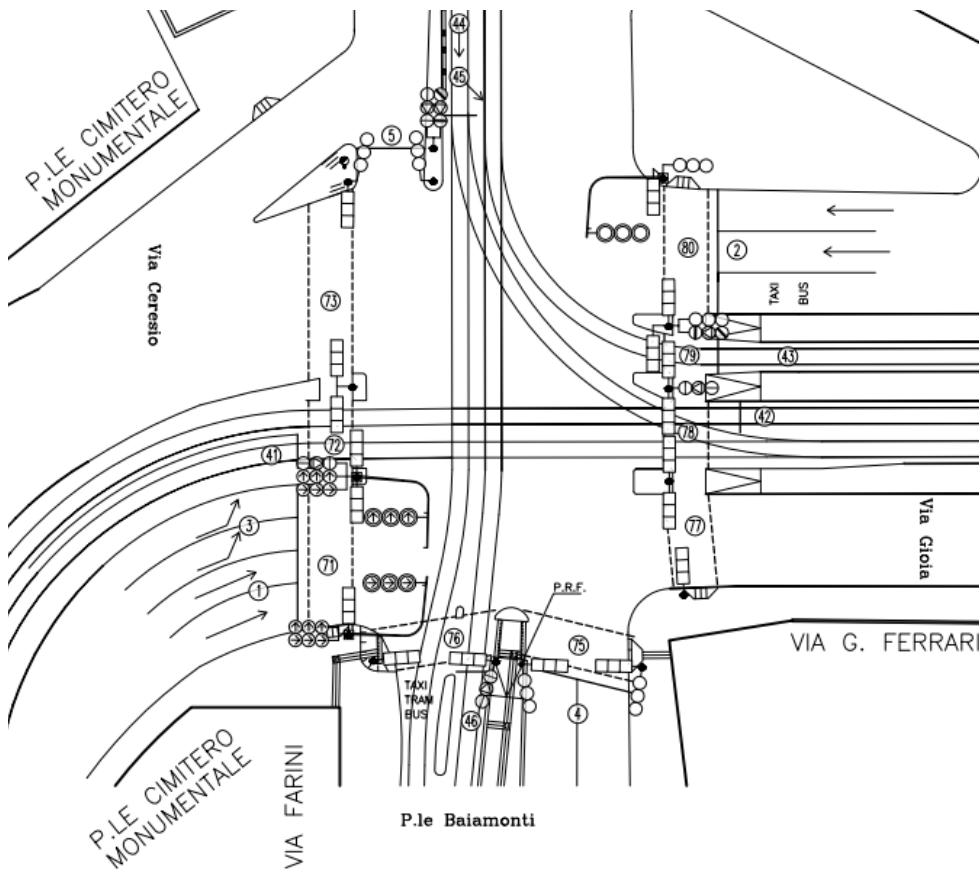 44
45
5
P.LE CIMITERO
MONUMENTALE
80
2
Via Ceresio
73
TAXI
BUS
79
43
42
72
78
41
3
71
77
Via Gioia
1
P.R.F.
76
75
VIA G. FERRARI
TAXI
TRAM
BUS
46
4
P.LE CIMITERO
MONUMENTALE
VIA FARINI
P.le Baiamonti